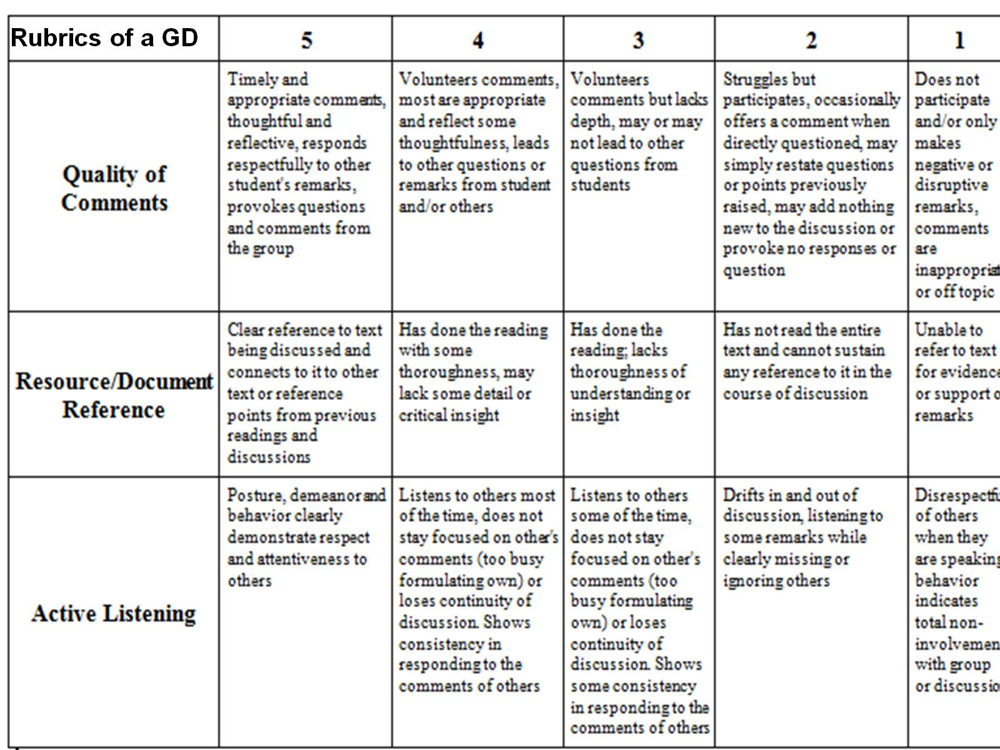 Rubrics of a GD
5
4
3
2
1
Quality of
Comments
Timely and
appropriate comments,
thoughtful and
reflective, responds
respectfully to other
student's remarks,
provokes questions
and comments from
the group
Volunteers comments,
most are appropriate
and reflect some
thoughtfulness, leads
to other questions or
remarks from student
and/or others
Volunteers
comments but lacks
depth, may or may
not lead to other
questions from
students
Struggles but
participates, occasionally
offers a comment when
directly questioned, may
simply restate questions
or points previously
raised, may add nothing
new to the discussion or
provoke no responses or
question
Does not
participate
and/or only
makes
negative or
disruptive
remarks,
comments
are
inappropriat
or off topic
Resource/Document
Reference
Clear reference to text
being discussed and
connects to it to other
text or reference
points from previous
readings and
discussions
Has done the reading
with some
thoroughness, may
lack some detail or
critical insight
Has done the
reading; lacks
thoroughness of
understanding or
insight
Has not read the entire
text and cannot sustain
any reference to it in the
course of discussion
Unable to
refer to text
for evidence
or support o
remarks
Active Listening
Posture, demeanor and
behavior clearly
demonstrate respect
and attentiveness to
others
Listens to others most
of the time, does not
stay focused on other's
comments (too busy
formulating own) or
loses continuity of
discussion. Shows
consistency in
responding to the
comments of others
Listens to others
some of the time,
does not stay
focused on other's
comments (too
busy formulating
own) or loses
continuity of
discussion. Shows
some consistency
in responding to the
comments of others
Drifts in and out of
discussion, listening to
some remarks while
clearly missing or
ignoring others
Disrespectfu
of others
when they
are speaking
behavior
indicates
total non-
involvemen
with group
or discussio